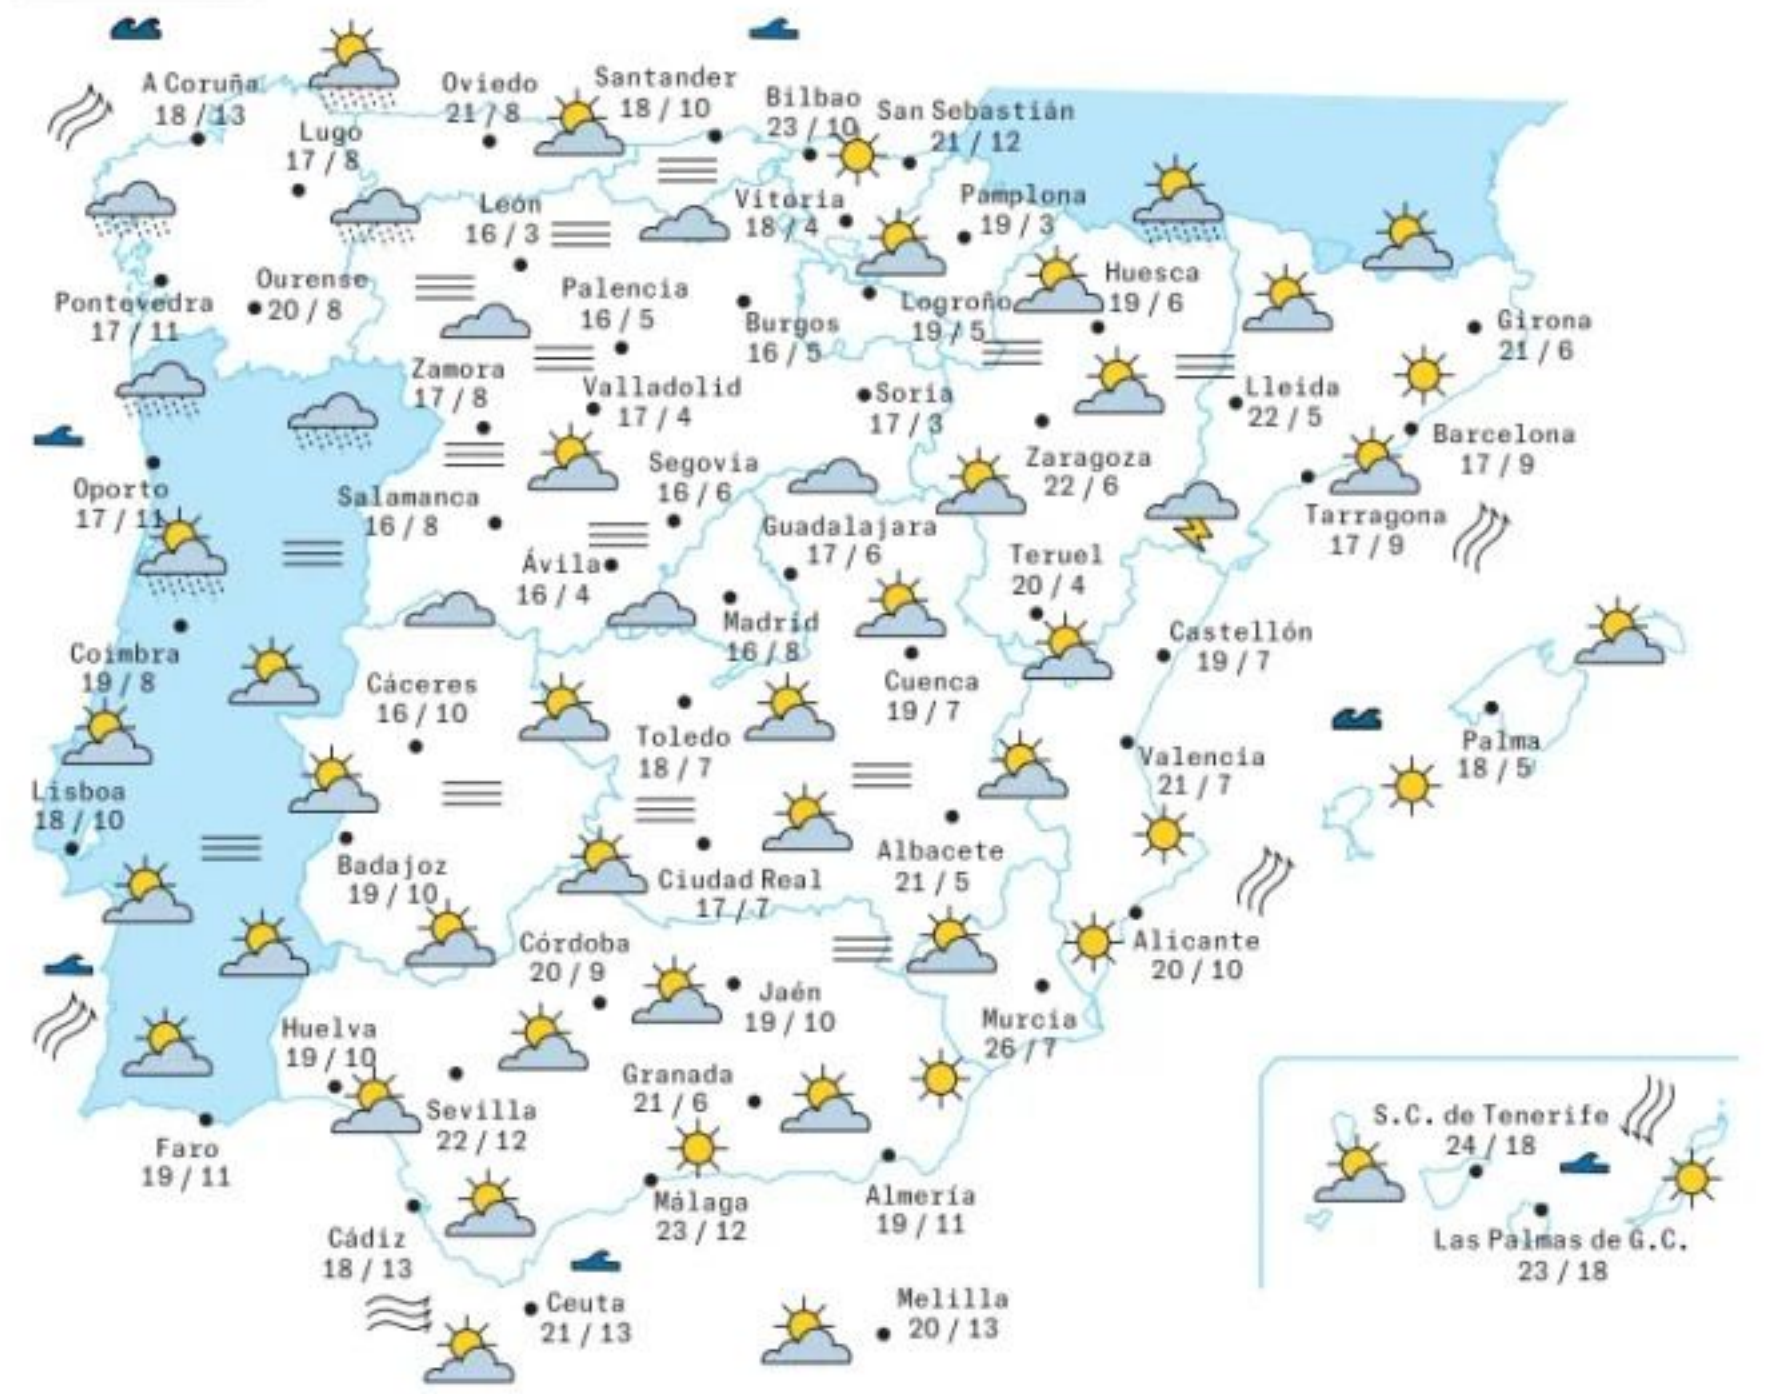 A Coruña
18 / 13
Lugo
17 / 8
Oviedo
21 / 8
Santander
18 / 10
Bilbao
23 / 10
San Sebastián
21 / 12
Vitoria
18 / 4
Pamplona
19 / 3
León
16 / 3
Pontevedra
17 / 11
Ourense
20 / 8
Palencia
16 / 5
Burgos
16 / 5
Logroño
19 / 5
Huesca
19 / 6
Girona
21 / 6
Zamora
17 / 8
Valladolid
17 / 4
Soria
17 / 3
Lleida
22 / 5
Barcelona
17 / 9
Oporto
17 / 11
Salamanca
16 / 8
Segovia
16 / 6
Zaragoza
22 / 6
Tarragona
17 / 9
Ávila
16 / 4
Guadalajara
17 / 6
Teruel
20 / 4
Madrid
16 / 8
Castellón
19 / 7
Coimbra
19 / 8
Cáceres
16 / 10
Cuenca
19 / 7
Toledo
18 / 7
Valencia
21 / 7
Palma
18 / 5
Lisboa
18 / 10
Badajoz
19 / 10
Ciudad Real
17 / 7
Albacete
21 / 5
Alicante
20 / 10
Córdoba
20 / 9
Jaén
19 / 10
Murcia
26 / 7
Huelva
19 / 10
Granada
21 / 6
Sevilla
22 / 12
Faro
19 / 11
Málaga
23 / 12
Almería
19 / 11
Cádiz
18 / 13
Ceuta
21 / 13
Melilla
20 / 13
S.C. de Tenerife
24 / 18
Las Palmas de G.C.
23 / 18